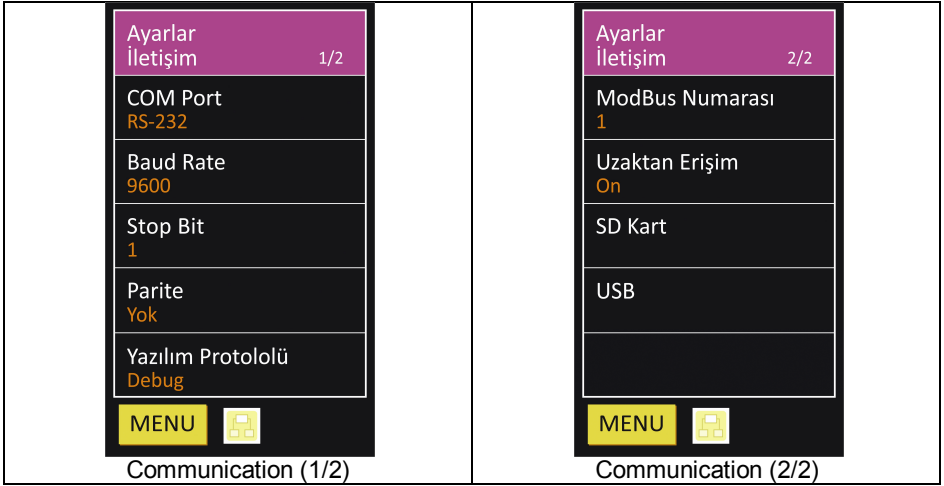 Ayarlar
İletişim 1/2
COM Port
RS-232
Baud Rate
9600
Stop Bit
1
Parite
Yok
Yazılım Protololü
Debug
MENU
Communication (1/2)
Ayarlar
İletişim 2/2
ModBus Numarası
1
Uzaktan Erişim
On
SD Kart
USB
MENU
Communication (2/2)